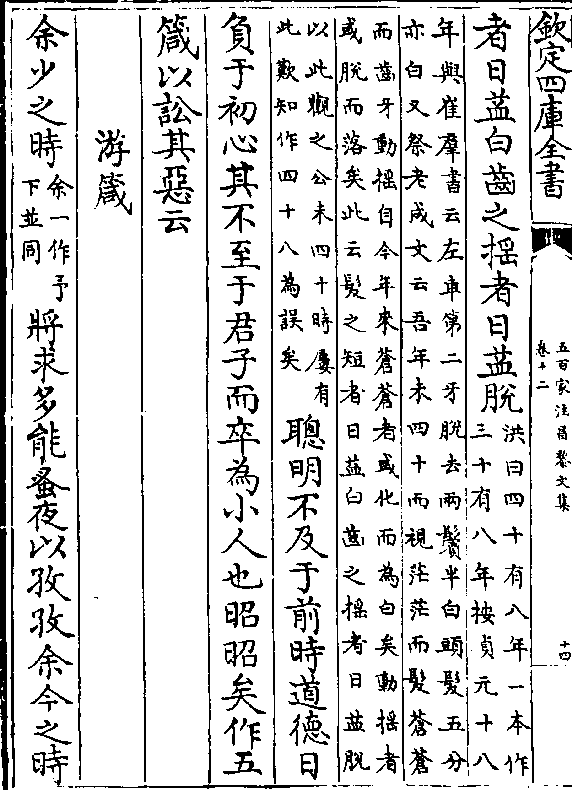 欽定四庫全書
五百家注昌黎文集
卷十二
十四
者日益白齒之揺者日益脱
洪曰四十有八年一本作
三十有八年按貞元十八
年與崔羣書云左車第二牙脱去兩鬢半白頭髮五分
亦白又祭老成文云吾年未四十而視茫茫而髮蒼蒼
而齒牙動揺自今年來蒼蒼者或化而為白矣動揺者
或脱而落矣此云髮之短者日益白齒之揺者日益脱
以此觀之公未四十時屢有
此歎知作四十八為誤矣
聰明不及于前時道德日
負于初心其不至于君子而卒為小人也昭昭矣作五
箴以訟其惡云
游箴
余少之時
余一作予
下並同
將求多能蚤夜以孜孜余今之時